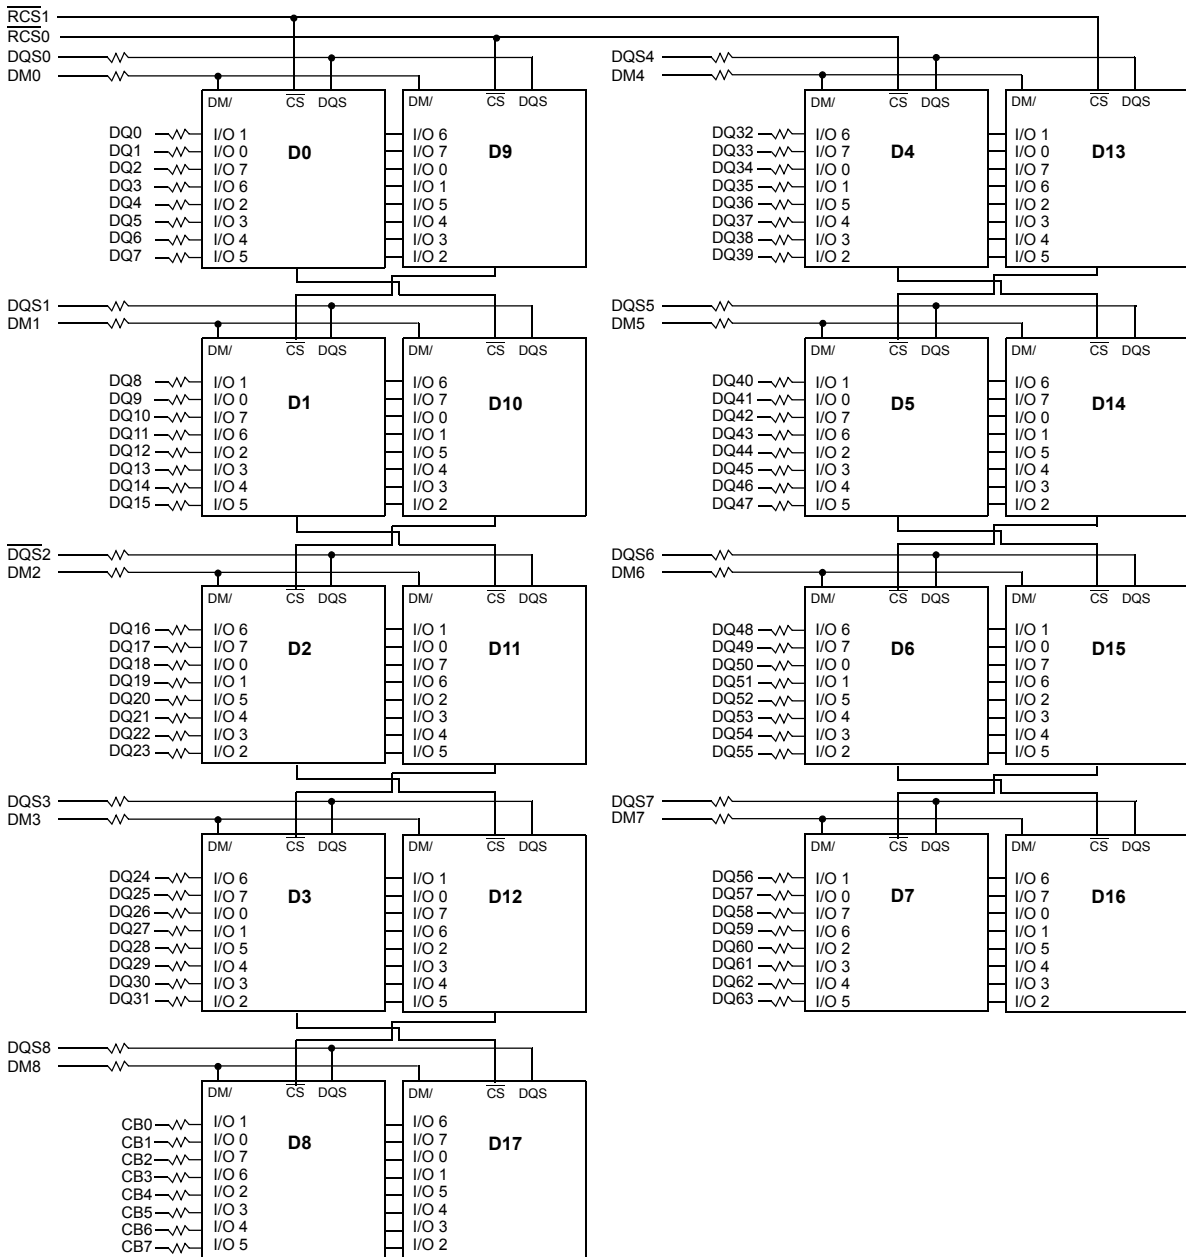 RCS1
RCS0
DQS0 DQS4
DM0 DM4
DM/ CS DQS DM/ CS DQS DM/ CS DQS DM/ CS DQS
DQ0 I/O 1 I/O 6 DQ32 I/O 6 I/O 1
DQ1 I/O 0 D0 I/O 7 D9 DQ33 I/O 7 D4 I/O 0 D13
DQ2 I/O 7 I/O 0 DQ34 I/O 0 I/O 7
DQ3 I/O 6 I/O 1 DQ35 I/O 1 I/O 6
DQ4 I/O 2 I/O 5 DQ36 I/O 5 I/O 2
DQ5 I/O 3 I/O 4 DQ37 I/O 4 I/O 3
DQ6 I/O 4 I/O 3 DQ38 I/O 3 I/O 4
DQ7 I/O 5 I/O 2 DQ39 I/O 2 I/O 5
DQS1 DQS5
DM1 DM5
DM/ CS DQS DM/ CS DQS DM/ CS DQS DM/ CS DQS
DQ8 I/O 1 I/O 6 DQ40 I/O 1 I/O 6
DQ9 I/O 0 D1 I/O 7 D10 DQ41 I/O 0 D5 I/O 7 D14
DQ10 I/O 7 I/O 0 DQ42 I/O 7 I/O 0
DQ11 I/O 6 I/O 1 DQ43 I/O 6 I/O 1
DQ12 I/O 2 I/O 5 DQ44 I/O 2 I/O 5
DQ13 I/O 3 I/O 4 DQ45 I/O 3 I/O 4
DQ14 I/O 4 I/O 3 DQ46 I/O 4 I/O 3
DQ15 I/O 5 I/O 2 DQ47 I/O 5 I/O 2
DQS2 DQS6
DM2 DM6
DM/ CS DQS DM/ CS DQS DM/ CS DQS DM/ CS DQS
DQ16 I/O 6 I/O 1 DQ48 I/O 6 I/O 1
DQ17 I/O 7 D2 I/O 0 D11 DQ49 I/O 7 D6 I/O 0 D15
DQ18 I/O 0 I/O 7 DQ50 I/O 0 I/O 7
DQ19 I/O 1 I/O 6 DQ51 I/O 1 I/O 6
DQ20 I/O 5 I/O 2 DQ52 I/O 5 I/O 2
DQ21 I/O 4 I/O 3 DQ53 I/O 4 I/O 3
DQ22 I/O 3 I/O 4 DQ54 I/O 3 I/O 4
DQ23 I/O 2 I/O 5 DQ55 I/O 2 I/O 5
DQS3 DQS7
DM3 DM7
DM/ CS DQS DM/ CS DQS DM/ CS DQS DM/ CS DQS
DQ24 I/O 6 I/O 1 DQ56 I/O 1 I/O 6
DQ25 I/O 7 D3 I/O 0 D12 DQ57 I/O 0 D7 I/O 7 D16
DQ26 I/O 0 I/O 7 DQ58 I/O 7 I/O 0
DQ27 I/O 1 I/O 6 DQ59 I/O 6 I/O 1
DQ28 I/O 5 I/O 2 DQ60 I/O 2 I/O 5
DQ29 I/O 4 I/O 3 DQ61 I/O 3 I/O 4
DQ30 I/O 3 I/O 4 DQ62 I/O 4 I/O 3
DQ31 I/O 2 I/O 5 DQ63 I/O 5 I/O 2
DQS8
DM8
DM/ CS DQS DM/ CS DQS
CB0 I/O 1 I/O 6
CB1 I/O 0 D8 I/O 7 D17
CB2 I/O 7 I/O 0
CB3 I/O 6 I/O 1
CB4 I/O 2 I/O 5
CB5 I/O 3 I/O 4
CB6 I/O 4 I/O 3
CB7 I/O 5 I/O 2